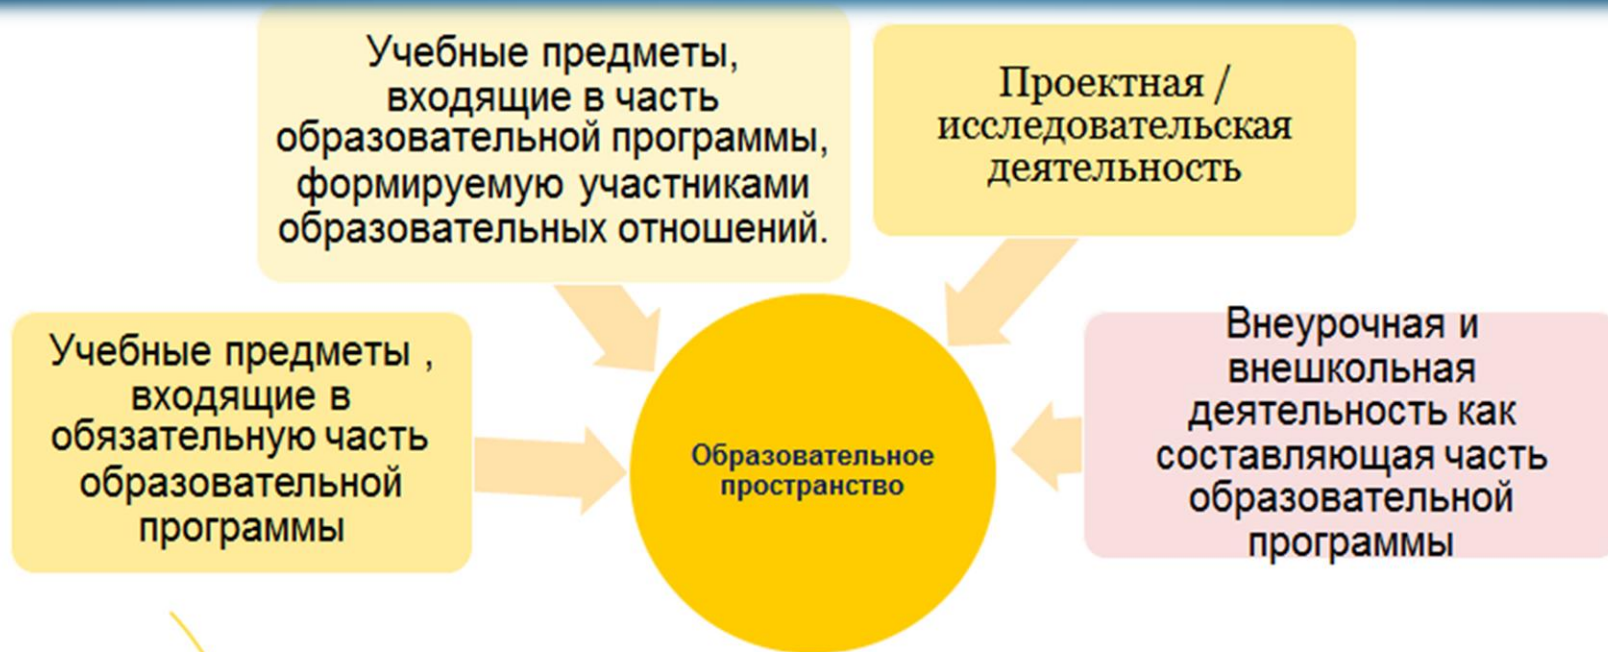 Учебные предметы,
входящие в часть
образовательной программы,
формируемую участниками
образовательных отношений.
Проектная /
исследовательская
деятельность
Учебные предметы ,
входящие в
обязательную часть
образовательной
программы
Образовательное
пространство
Внеурочная и
внешкольная
деятельность как
составляющая часть
образовательной
программы